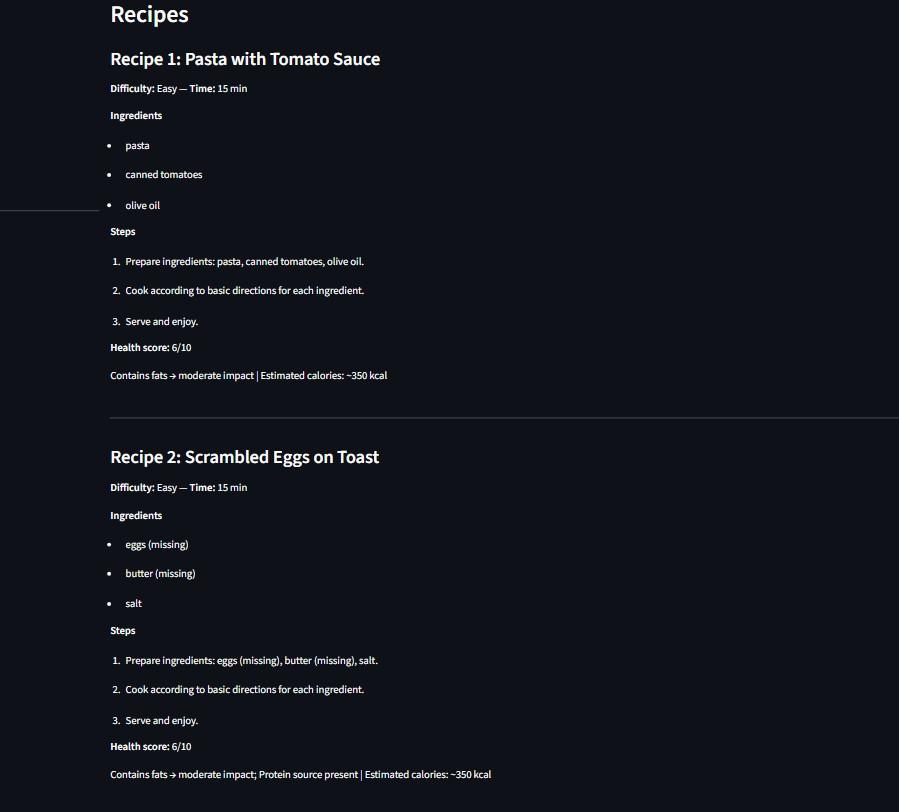 Recipes
Recipe 1: Pasta with Tomato Sauce
Difficulty: Easy — Time: 15 min
Ingredients
• pasta
• canned tomatoes
• olive oil
Steps
1. Prepare ingredients: pasta, canned tomatoes, olive oil.
2. Cook according to basic directions for each ingredient.
3. Serve and enjoy.
Health score: 6/10
Contains fats → moderate impact | Estimated calories: ~350 kcal
Recipe 2: Scrambled Eggs on Toast
Difficulty: Easy — Time: 15 min
Ingredients
• eggs (missing)
• butter (missing)
• salt
Steps
1. Prepare ingredients: eggs (missing), butter (missing), salt.
2. Cook according to basic directions for each ingredient.
3. Serve and enjoy.
Health score: 6/10
Contains fats → moderate impact; Protein source present | Estimated calories: ~350 kcal